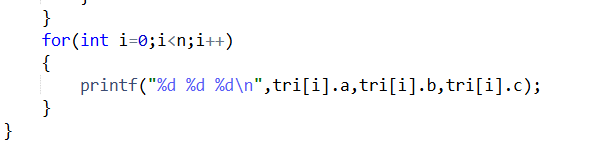 }
for(int i=0;i<n;i++)
{
printf("%d %d %d\n",tri[i].a,tri[i].b,tri[i].c);
}
}